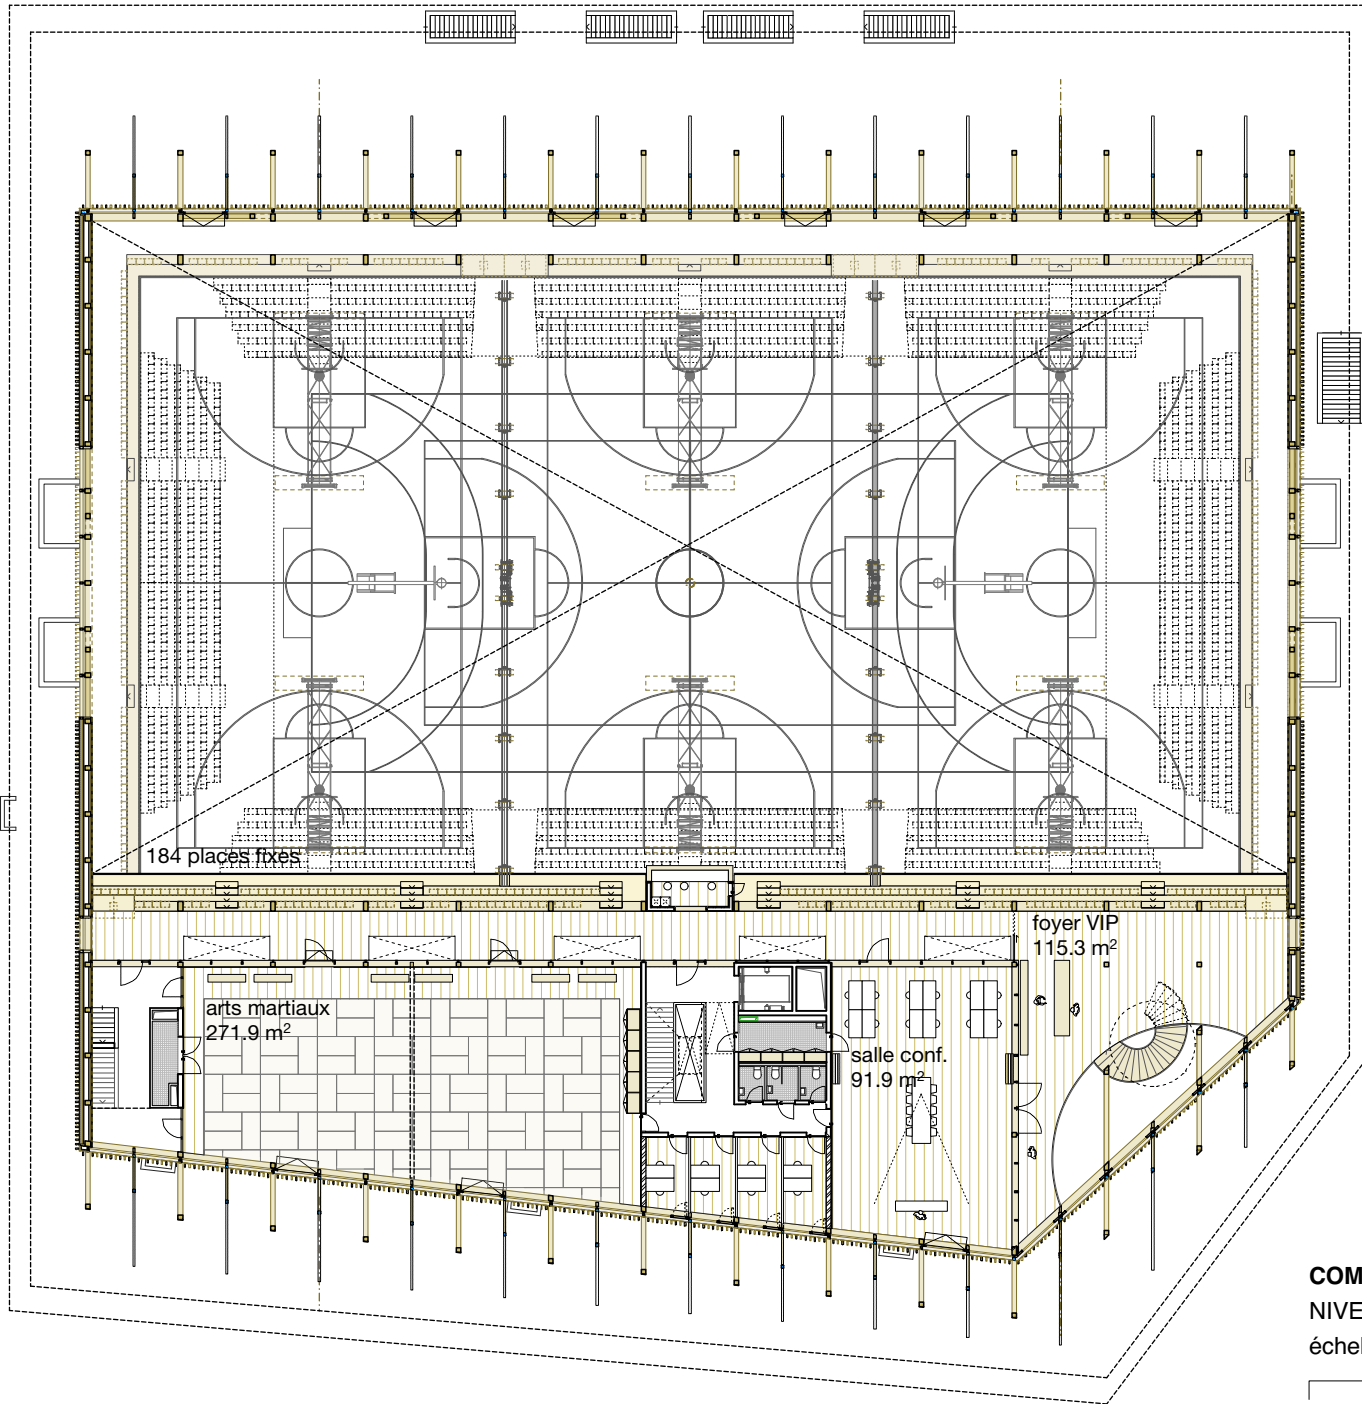 184 places fixes
foyer VIP
115.3 m²
arts martiaux
271.9 m²
salle conf.
91.9 m²
COM
NIVE
échel